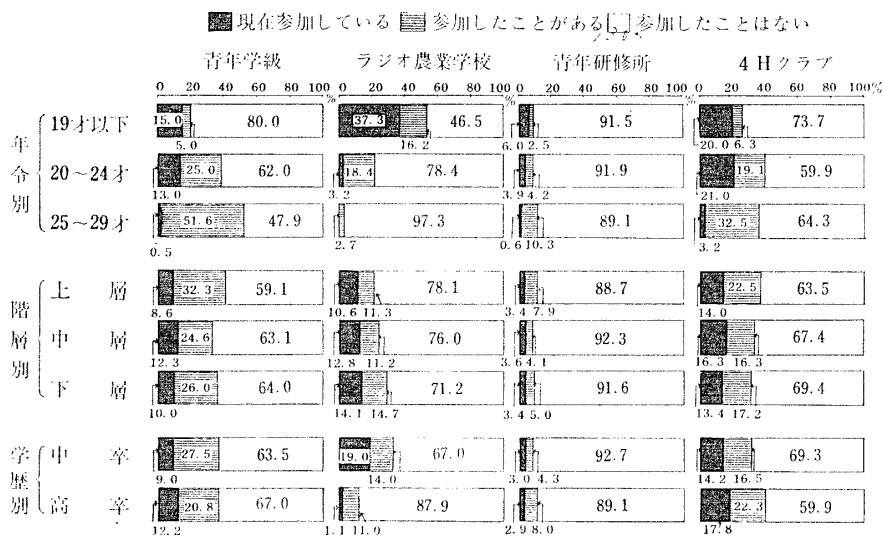 現在参加している 参加したことがある 参加したことはない
青年学級 ラジオ農業学校 青年研修所 4Hクラブ
0 20 40 60 80 100% 0 20 40 60 80 100% 0 20 40 60 80 100% 0 20 40 60 80 100%
年令別
19才以下 15.0 80.0 37.3 46.5 91.5 73.7
5.0 16.2 6.0 2.5 20.0 6.3
20~24才 25.0 62.0 18.4 78.4 91.9 19.1 59.9
13.0 3.2 3.9 4.2 21.0
25~29才 51.6 47.9 97.3 89.1 32.5 64.3
0.5 2.7 0.6 10.3 3.2
階層別
上層 32.3 59.1 78.1 88.7 22.5 63.5
8.6 10.6 11.3 3.4 7.9 14.0
中層 24.6 63.1 76.0 92.3 67.4
12.3 12.8 11.2 3.6 4.1 16.3 16.3
下層 26.0 64.0 71.2 91.6 69.4
10.0 14.1 14.7 3.4 5.0 13.4 17.2
学歴別
中卒 27.5 63.5 19.0 67.0 92.7 69.3
9.0 14.0 3.0 4.3 14.2 16.5
高卒 20.8 67.0 87.9 89.1 22.3 59.9
12.2 1.1 11.0 2.9 8.0 17.8